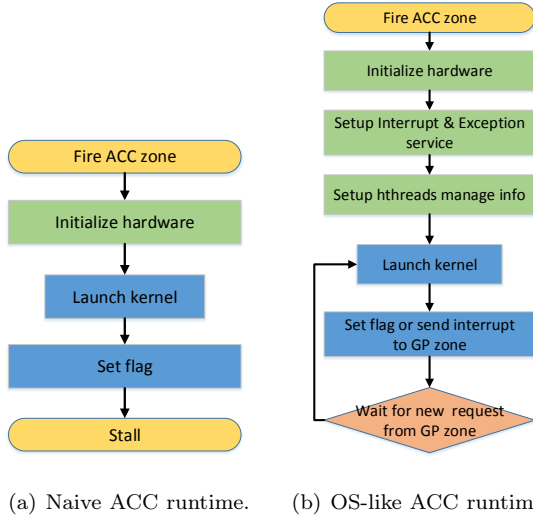 Fire ACC zone
Initialize hardware
Launch kernel
Set flag
Stall
(a) Naive ACC runtime.
Fire ACC zone
Initialize hardware
Setup Interrupt & Exception
service
Setup hthreads manage info
Launch kernel
Set flag or send interrupt
to GP zone
Wait for new request
from GP zone
(b) OS-like ACC runtim